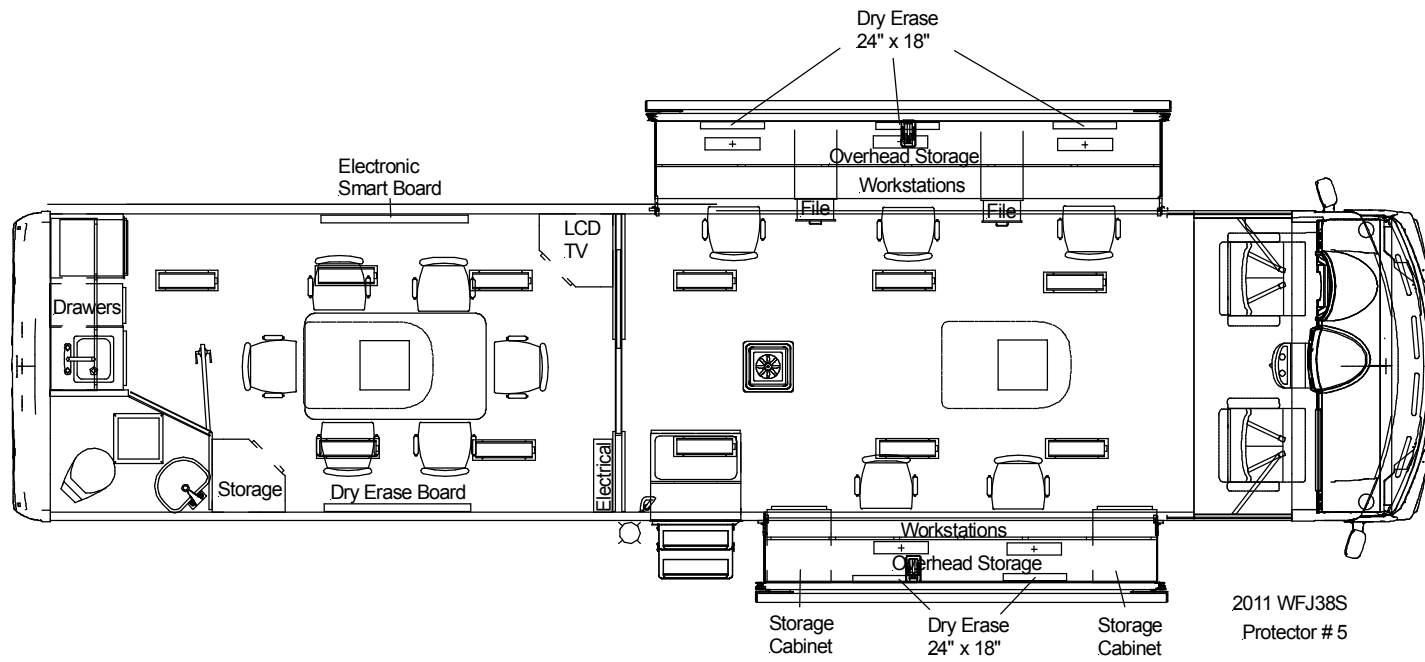 Dry Erase
24" x 18"
Overhead Storage
Electronic
Smart Board
Workstations
File
File
LCD
TV
Drawers
Storage
Dry Erase Board
Electrical
Workstations
Overhead Storage
Storage
Cabinet
Dry Erase
24" x 18"
Storage
Cabinet
2011 WFJ38S
Protector # 5